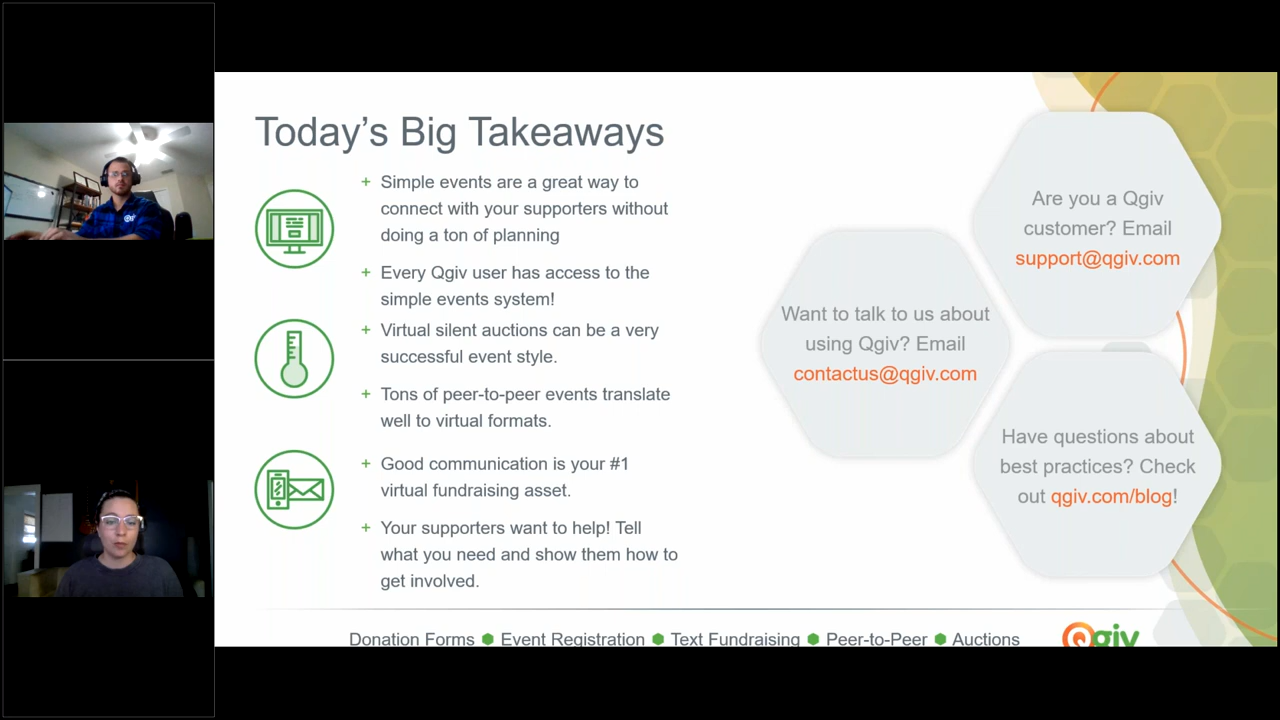 Today's Big Takeaways
+ Simple events are a great way to
connect with your supporters without
doing a ton of planning
+ Every Qgiv user has access to the
simple events system!
+ Virtual silent auctions can be a very
successful event style.
+ Tons of peer-to-peer events translate
well to virtual formats.
+ Good communication is your #1
virtual fundraising asset.
+ Your supporters want to help! Tell
what you need and show them how to
get involved.
Want to talk to us about
using Qgiv? Email
contactus@qgiv.com
Are you a Qgiv
customer? Email
support@qgiv.com
Have questions about
best practices? Check
out qgiv.com/blog!
Donation Forms ⬢ Event Registration ⬢ Text Fundraising ⬢ Peer-to-Peer ⬢ Auctions
Qgiv